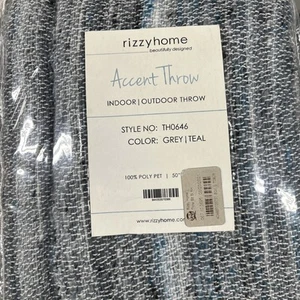 rizzyhome
beautifully designed
Accent Throw
INDOOR|OUTDOOR THROW
STYLE NO: TH0646
COLOR: GREY|TEAL
100% POLY PET | 50"
www.rizzyhome.com